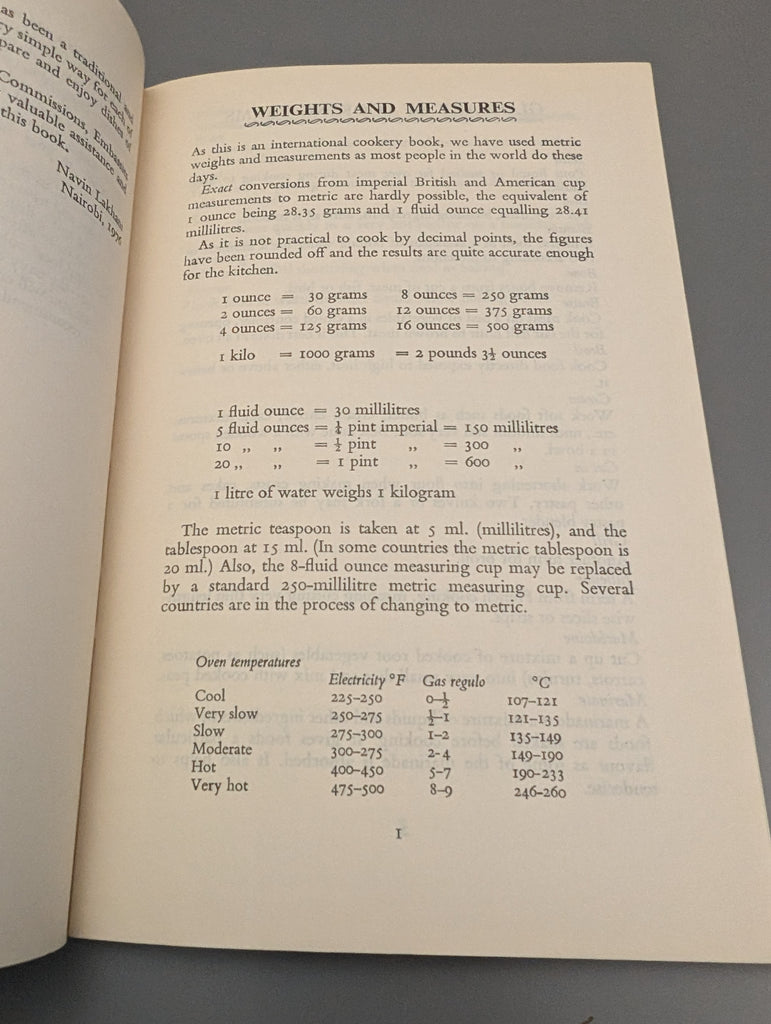 as been a traditional and
ry simple way for each of
pare and enjoy dishes of
Commissions, Embassies
valuable assistance and
this book.
Navin Lakhani
Nairobi,
WEIGHTS AND MEASURES
As this is an international cookery book, we have used metric
weights and measurements as most people in the world do these
days.
Exact conversions from imperial British and American cup
measurements to metric are hardly possible, the equivalent of
1 ounce being 28.35 grams and 1 fluid ounce equalling 28.41
millilitres.
As it is not practical to cook by decimal points, the figures
have been rounded off and the results are quite accurate enough
for the kitchen.
1 ounce = 30 grams 8 ounces = 250 grams
2 ounces = 60 grams 12 ounces = 375 grams
4 ounces = 125 grams 16 ounces = 500 grams
1 kilo = 1000 grams = 2 pounds 3½ ounces
1 fluid ounce = 30 millilitres
5 fluid ounces = ¼ pint imperial = 150 millilitres
10 ,, ,, = ½ pint ,, = 300 ,,
20 ,, ,, = 1 pint ,, = 600 ,,
1 litre of water weighs 1 kilogram
The metric teaspoon is taken at 5 ml. (millilitres), and the
tablespoon at 15 ml. (In some countries the metric tablespoon is
20 ml.) Also, the 8-fluid ounce measuring cup may be replaced
by a standard 250-millilitre metric measuring cup. Several
countries are in the process of changing to metric.
Oven temperatures
Electricity °F Gas regulo °C
Cool 225–250 0–½ 107–121
Very slow 250–275 ½–1 121–135
Slow 275–300 1–2 135–149
Moderate 300–275 2-4 149–190
Hot 400–450 5–7 190–233
Very hot 475–500 8–9 246–260
1